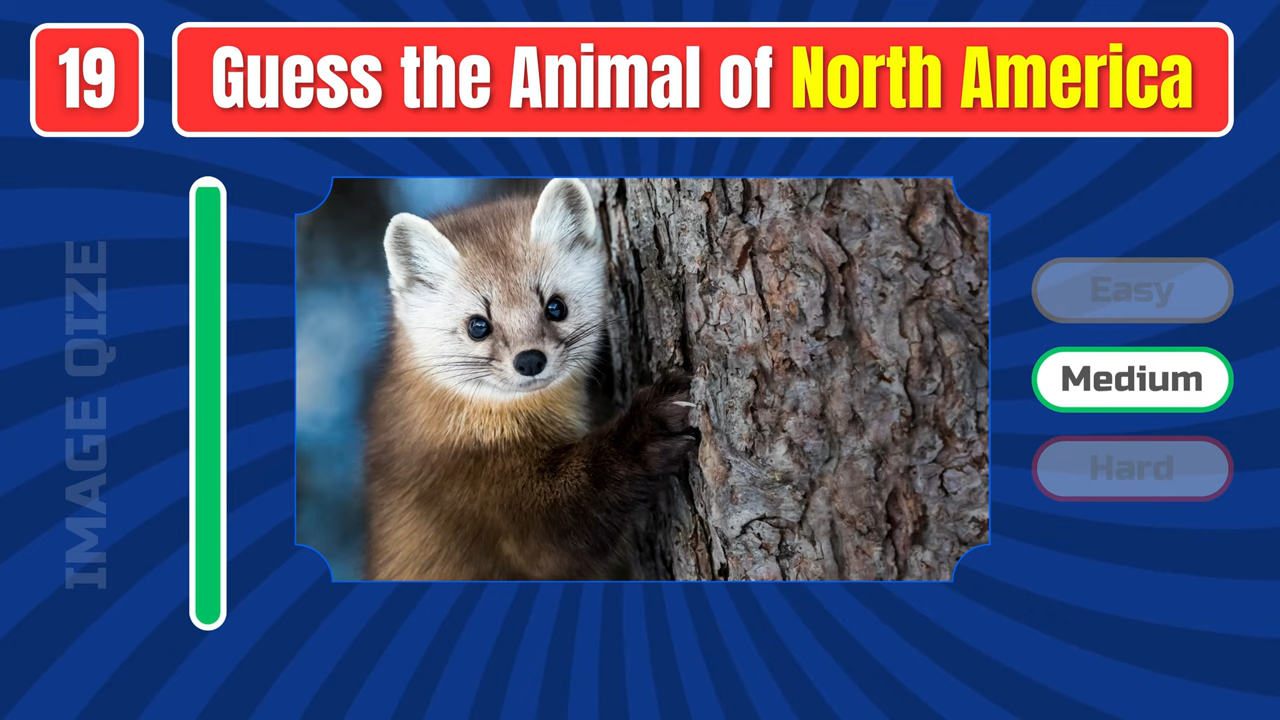 19
Guess the Animal of North America
IMAGE QIZE
Easy
Medium
Hard